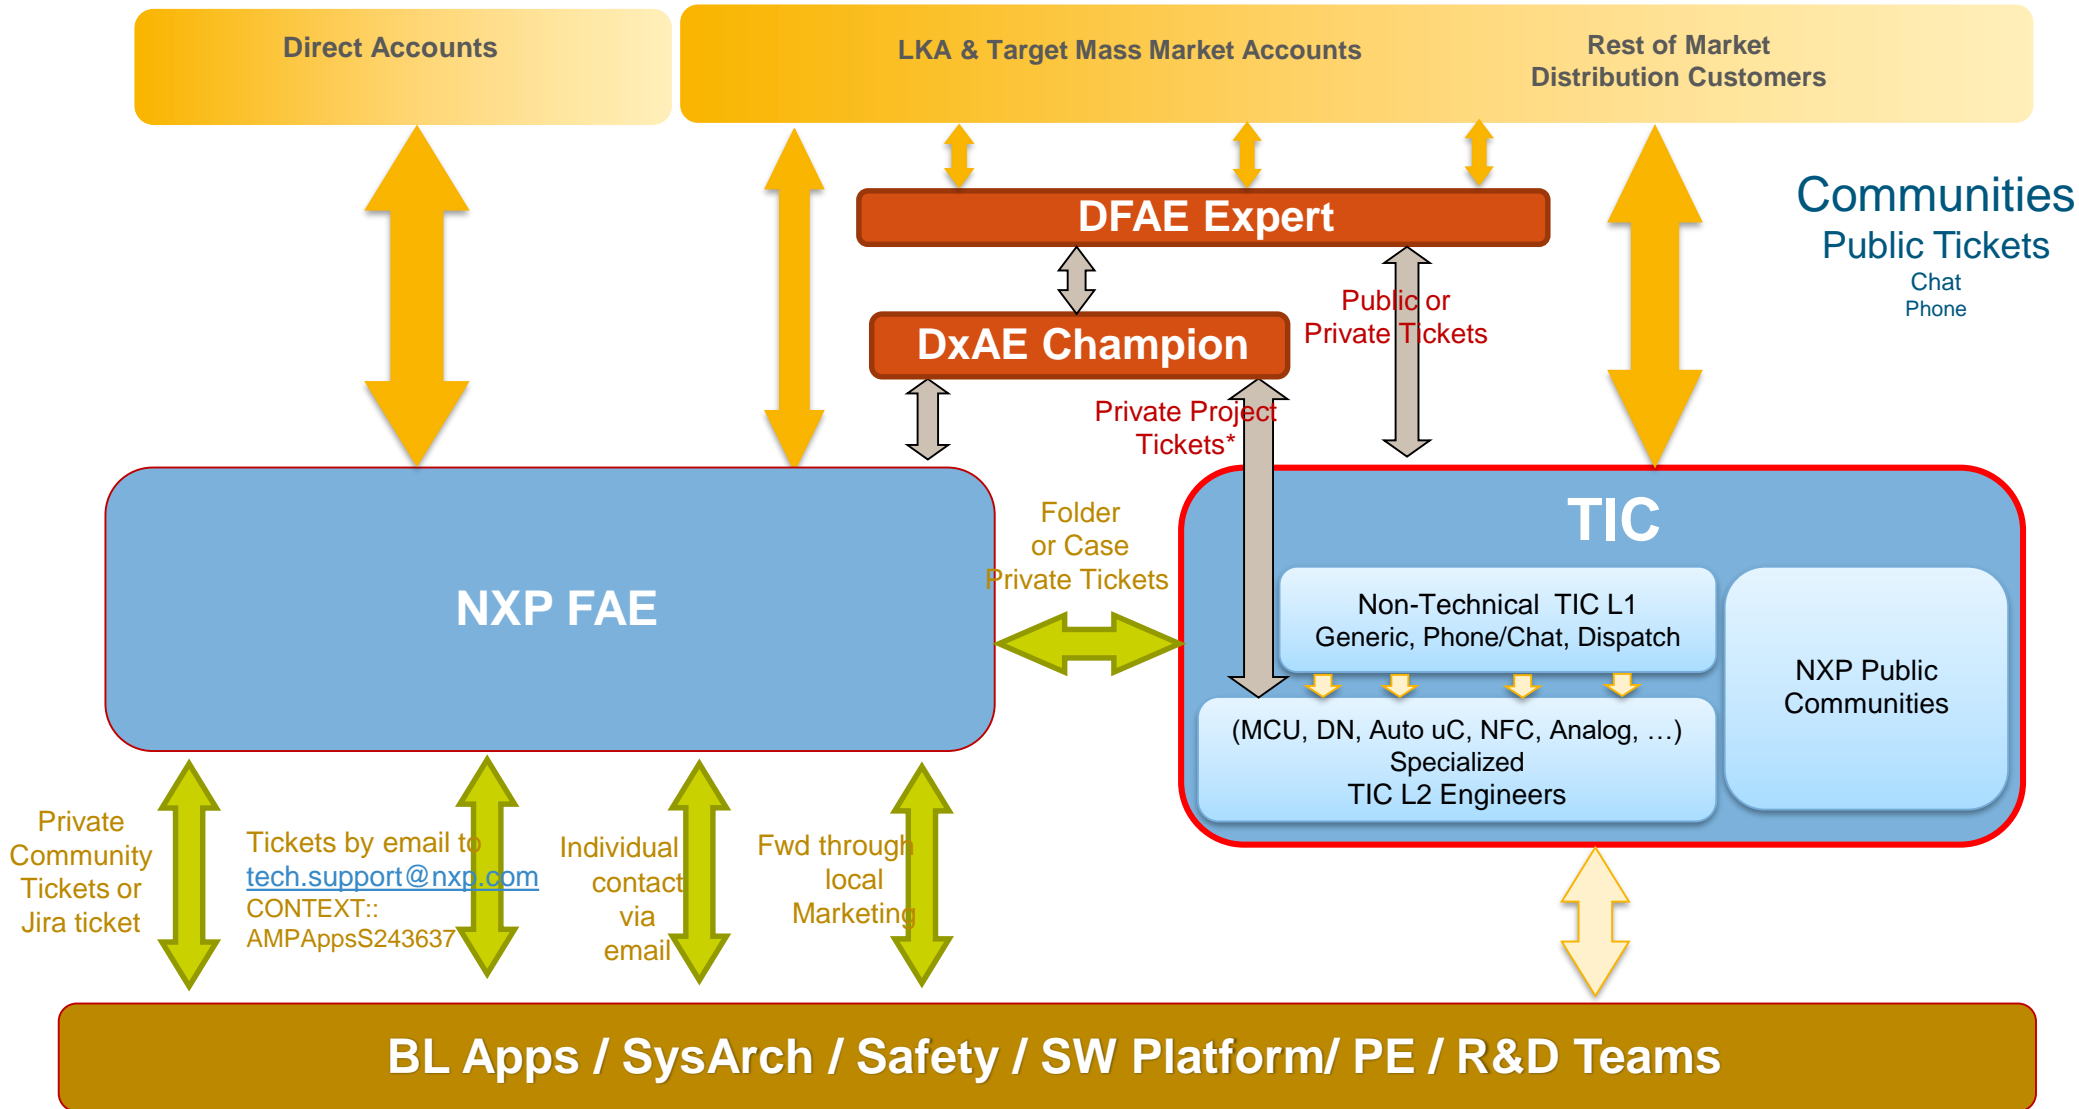 Direct Accounts
LKA & Target Mass Market Accounts
Rest of Market
Distribution Customers
Communities
Public Tickets
Chat
Phone
DFAE Expert
Public or
Private Tickets
DxAE Champion
Private Project
Tickets*
Folder
or Case
Private Tickets
NXP FAE
TIC
Non-Technical TIC L1
Generic, Phone/Chat, Dispatch
(MCU, DN, Auto uC, NFC, Analog, …)
Specialized
TIC L2 Engineers
NXP Public
Communities
Private
Community
Tickets or
Jira ticket
Tickets by email to
tech.support@nxp.com
CONTEXT::
AMPAppsS243637
Individual
contact
via
email
Fwd through
local
Marketing
BL Apps / SysArch / Safety / SW Platform/ PE / R&D Teams